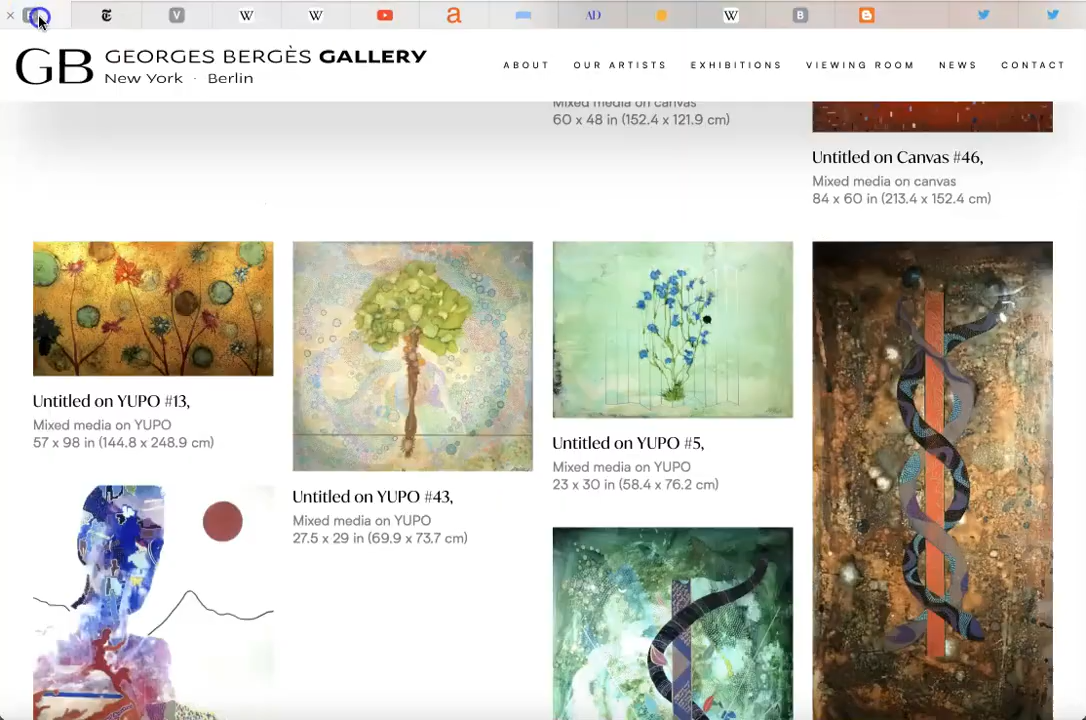 GB GEORGES BERGÈS GALLERY
New York · Berlin
ABOUT
OUR ARTISTS
EXHIBITIONS
VIEWING ROOM
NEWS
CONTACT
Mixed media on canvas
60 x 48 in (152.4 x 121.9 cm)
Untitled on Canvas #46,
Mixed media on canvas
84 x 60 in (213.4 x 152.4 cm)
Untitled on YUPO #13,
Mixed media on YUPO
57 x 98 in (144.8 x 248.9 cm)
Untitled on YUPO #43,
Mixed media on YUPO
27.5 x 29 in (69.9 x 73.7 cm)
Untitled on YUPO #5,
Mixed media on YUPO
23 x 30 in (58.4 x 76.2 cm)